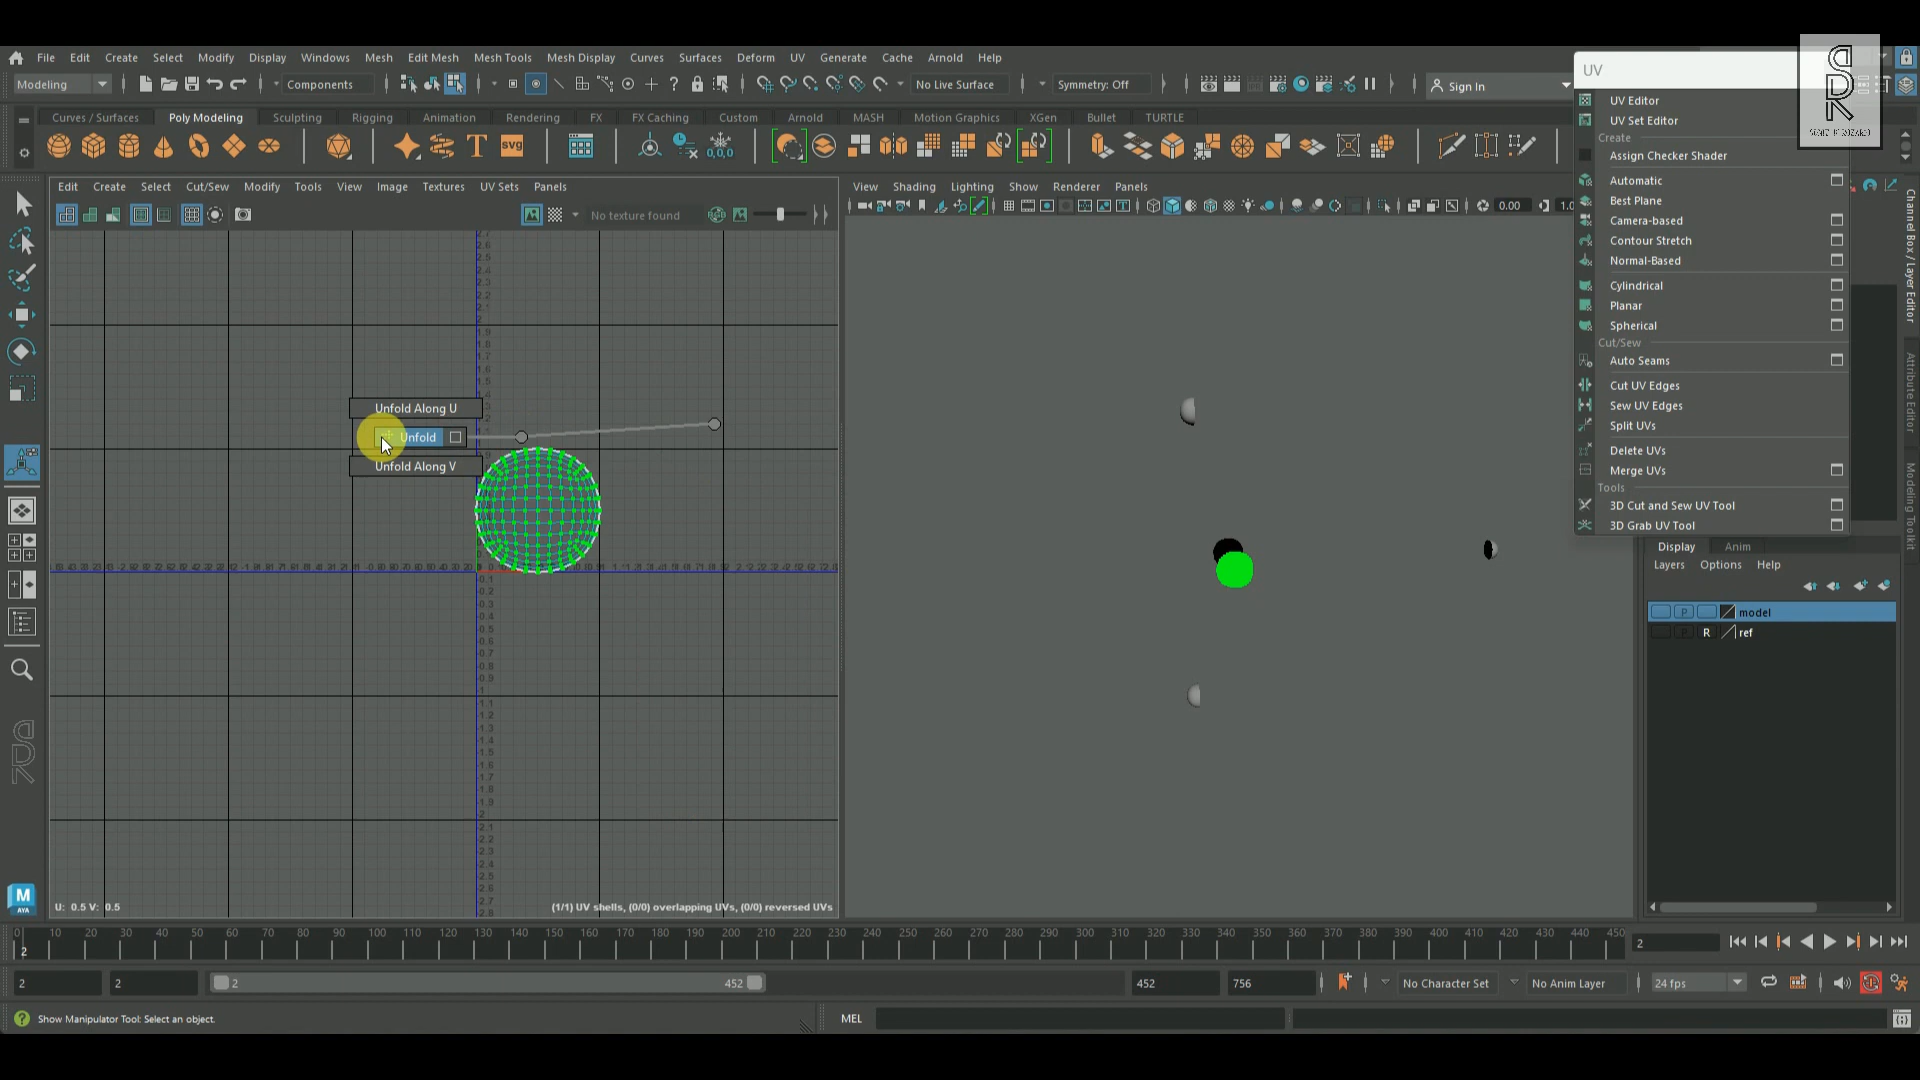 File Edit Create Select Modify Display Windows Mesh Edit Mesh Mesh Tools Mesh Display Curves Surfaces Deform UV Generate Cache Arnold Help
Modeling Components No Live Surface Symmetry: Off Sign In
Curves / Surfaces Poly Modeling Sculpting Rigging Animation Rendering FX FX Caching Custom Arnold MASH Motion Graphics XGen Bullet TURTLE
Edit Create Select Cut/Sew Modify Tools View Image Textures UV Sets Panels
No texture found
View Shading Lighting Show Renderer Panels
0.00
Unfold Along U
Unfold
Unfold Along V
U: 0.5 V: 0.5
(1/1) UV shells, (0/0) overlapping UVs, (0/0) reversed UVs
UV
UV Editor
UV Set Editor
Create
Assign Checker Shader
Automatic
Best Plane
Camera-based
Contour Stretch
Normal-Based
Cylindrical
Planar
Spherical
Cut/Sew
Auto Seams
Cut UV Edges
Sew UV Edges
Split UVs
Delete UVs
Merge UVs
Tools
3D Cut and Sew UV Tool
3D Grab UV Tool
Channel Box / Layer Editor
Attribute Editor
Modeling Toolkit
Display Anim
Layers Options Help
P model
P R ref
0 10 20 30 40 50 60 70 80 90 100 110 120 130 140 150 160 170 180 190 200 210 220 230 240 250 260 270 280 290 300 310 320 330 340 350 360 370 380 390 400 410 420 430 440 450
2
2
2 2 2 452 452 756 No Character Set No Anim Layer 24 fps
Show Manipulator Tool: Select an object.
MEL